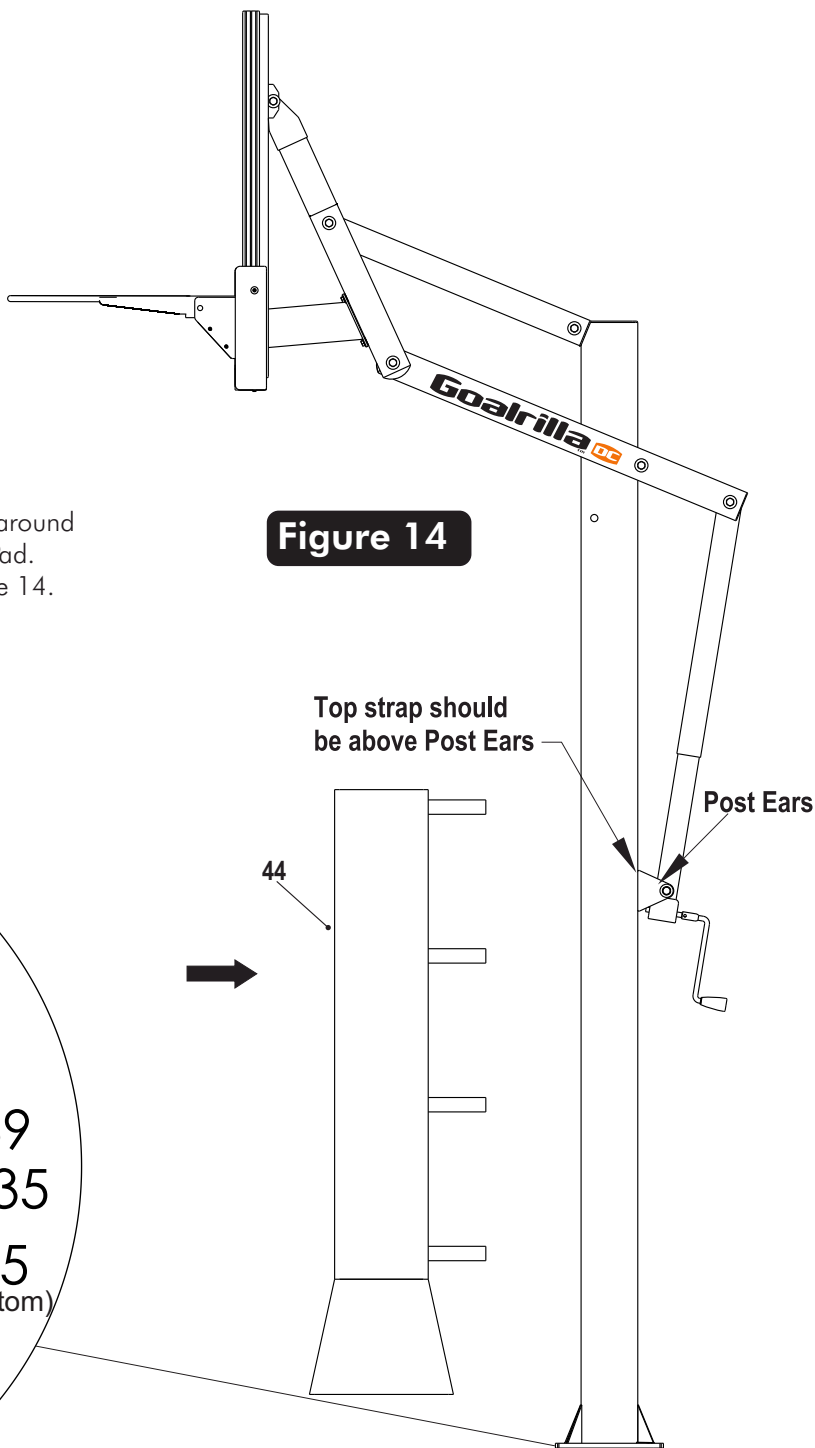 Goalrilla DC
TM
around
Figure 14
e 14.
Top strap should
be above Post Ears
Post Ears
44
9
35
5
tom)